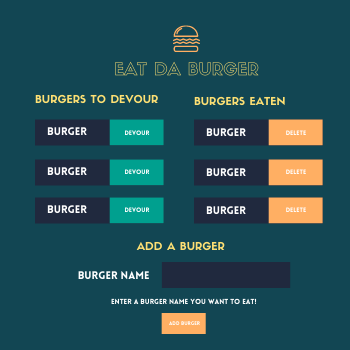 EAT DA BURGER
BURGERS TO DEVOUR
BURGERS EATEN
BURGER DEVOUR
BURGER DELETE
BURGER DEVOUR
BURGER DELETE
BURGER DEVOUR
BURGER DELETE
ADD A BURGER
BURGER NAME
ENTER A BURGER NAME YOU WANT TO EAT!
ADD BURGER